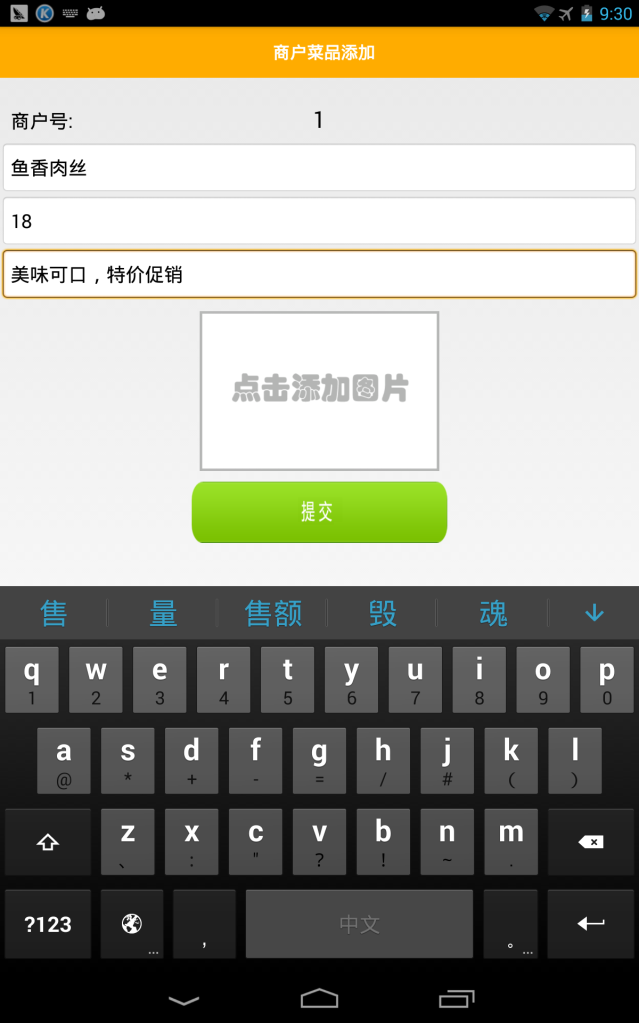 9:30
商户菜品添加
商户号: 1
鱼香肉丝
18
美味可口，特价促销
点击添加图片
提交
售 量 售额 毁 魂
q w e r t y u i o p
1 2 3 4 5 6 7 8 9 0
a s d f g h j k l
@ * + - = / # ( )
z x c v b n m
、 : " ? ! ~ .
?123 ... , 中文 。...